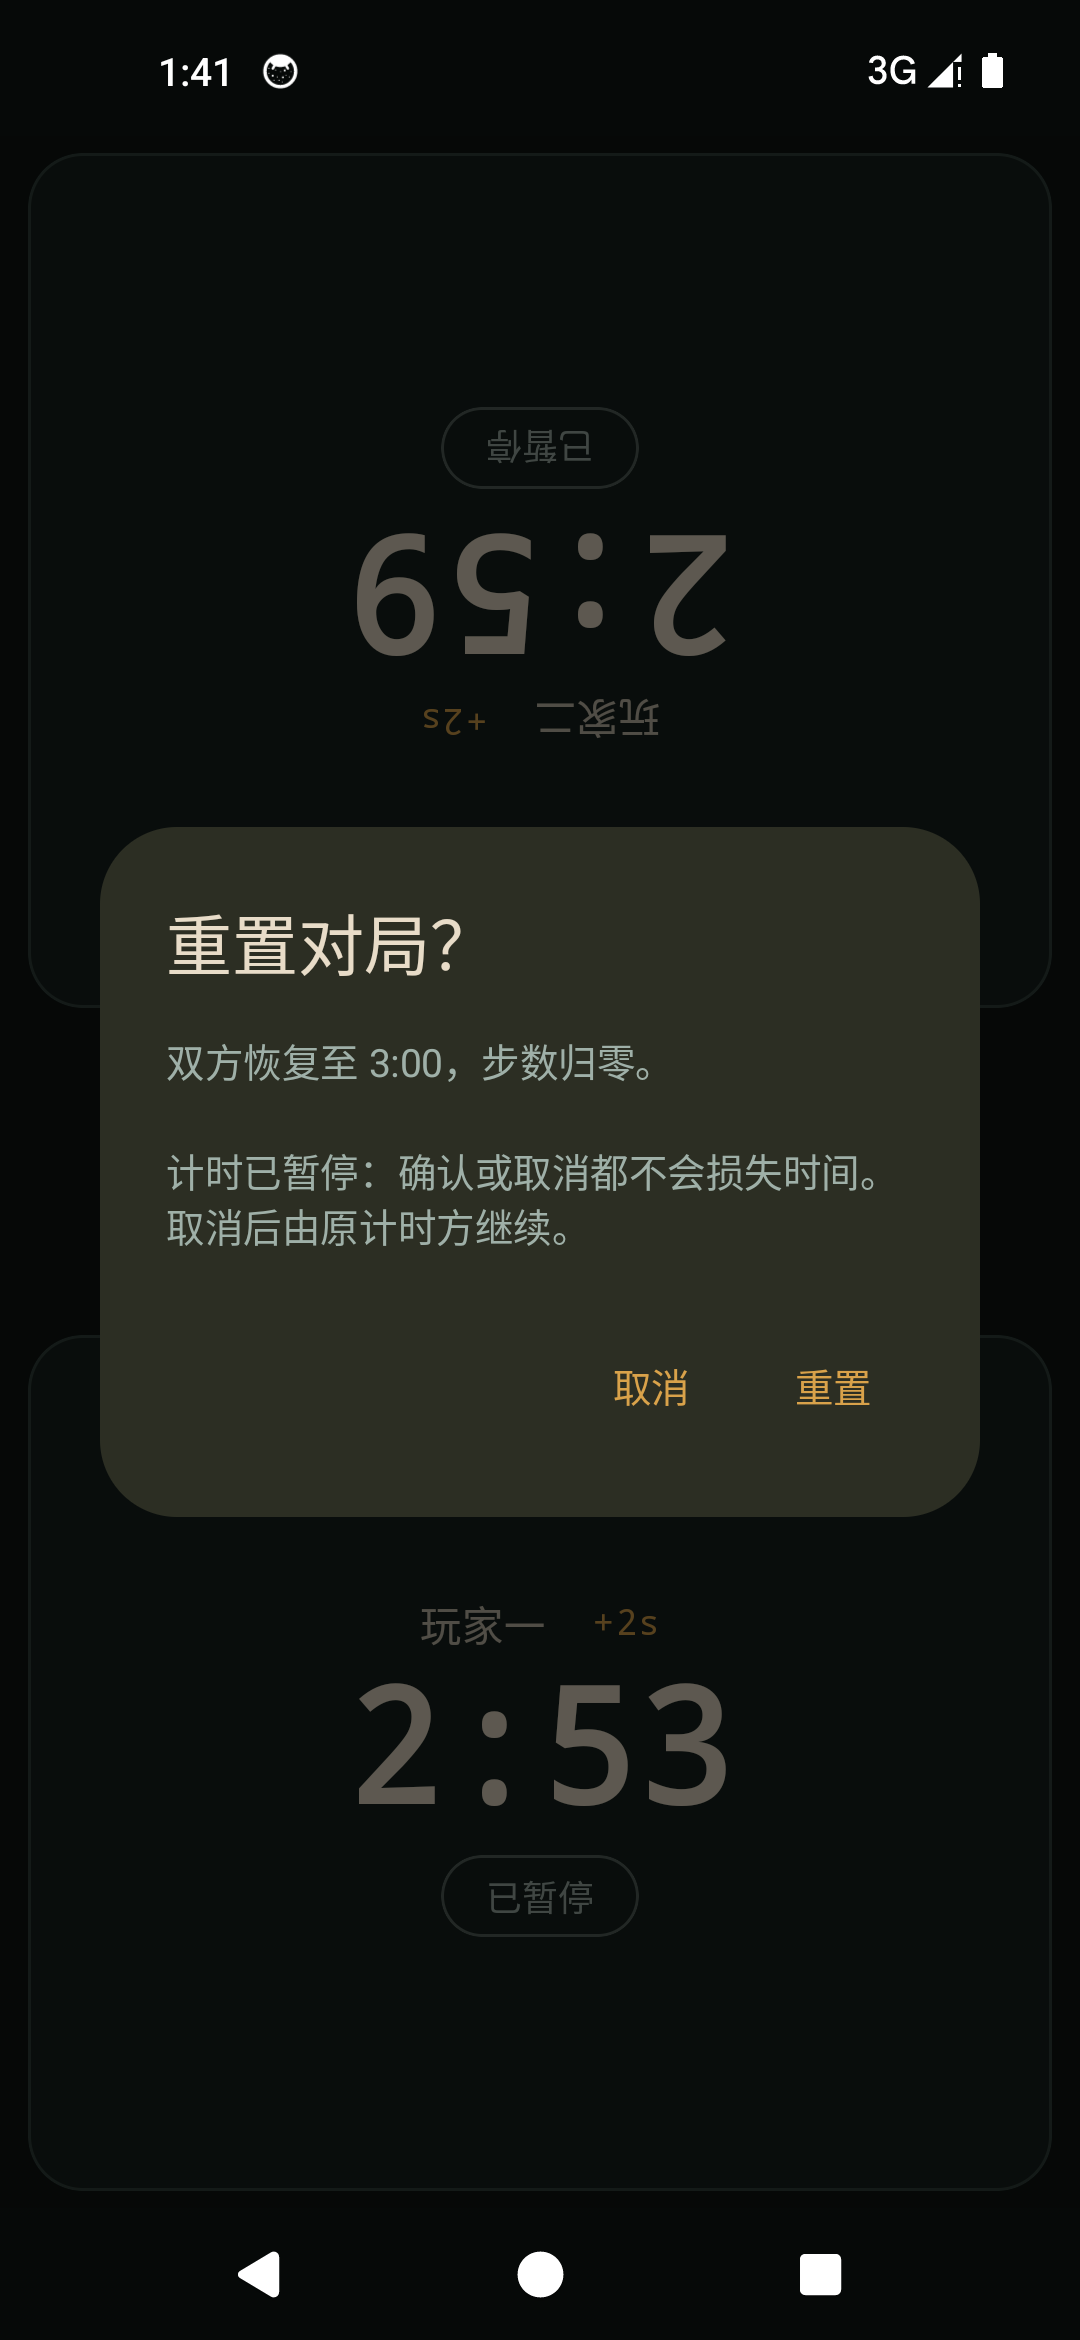 1:41
3G
已暂停
2:59
玩家二 +2s
重置对局？
双方恢复至 3:00，步数归零。
计时已暂停：确认或取消都不会损失时间。
取消后由原计时方继续。
取消 重置
玩家一 +2s
2:53
已暂停